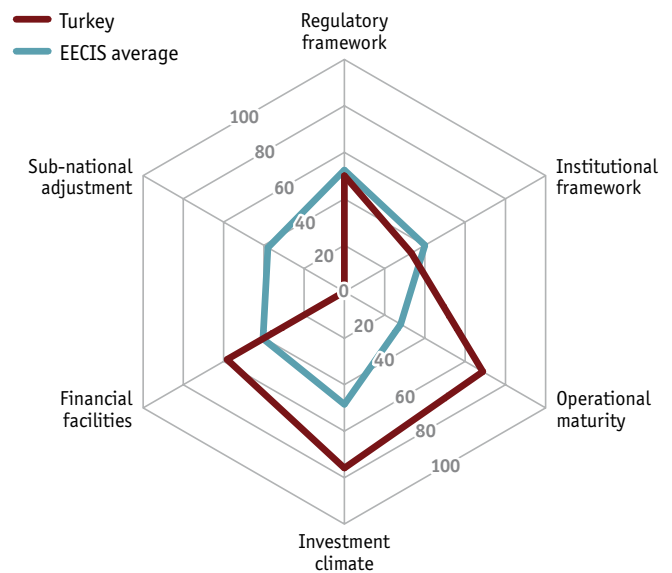 Turkey
EECIS average
Regulatory
framework
Institutional
framework
Operational
maturity
Investment
climate
Financial
facilities
Sub-national
adjustment
100
80
60
40
20
0
20
40
60
80
100